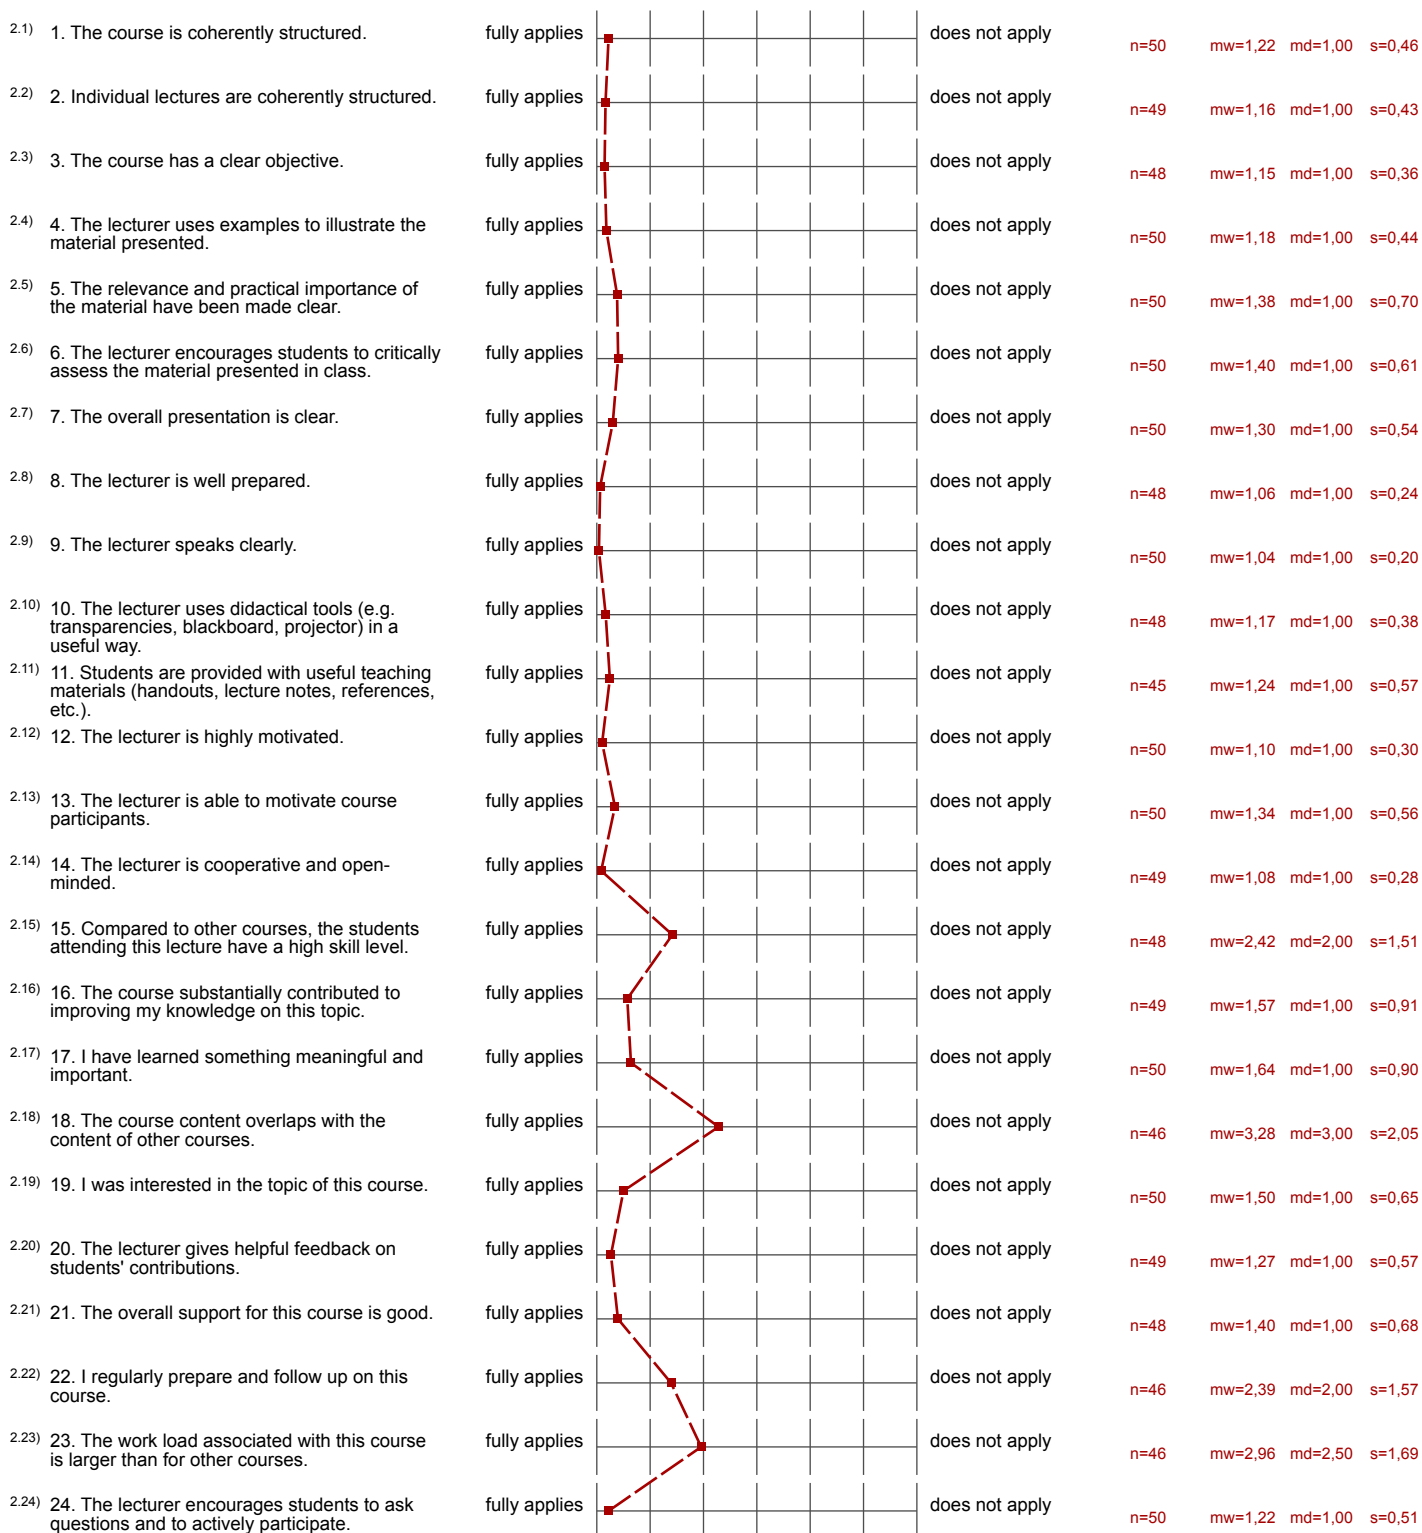 2.1) 1. The course is coherently structured. fully applies does not apply n=50 mw=1,22 md=1,00 s=0,46
2.2) 2. Individual lectures are coherently structured. fully applies does not apply n=49 mw=1,16 md=1,00 s=0,43
2.3) 3. The course has a clear objective. fully applies does not apply n=48 mw=1,15 md=1,00 s=0,36
2.4) 4. The lecturer uses examples to illustrate the fully applies does not apply
material presented. n=50 mw=1,18 md=1,00 s=0,44
2.5) 5. The relevance and practical importance of fully applies does not apply
the material have been made clear. n=50 mw=1,38 md=1,00 s=0,70
2.6) 6. The lecturer encourages students to critically fully applies does not apply
assess the material presented in class. n=50 mw=1,40 md=1,00 s=0,61
2.7) 7. The overall presentation is clear. fully applies does not apply n=50 mw=1,30 md=1,00 s=0,54
2.8) 8. The lecturer is well prepared. fully applies does not apply n=48 mw=1,06 md=1,00 s=0,24
2.9) 9. The lecturer speaks clearly. fully applies does not apply n=50 mw=1,04 md=1,00 s=0,20
2.10) 10. The lecturer uses didactical tools (e.g. fully applies does not apply
transparencies, blackboard, projector) in a n=48 mw=1,17 md=1,00 s=0,38
useful way.
2.11) 11. Students are provided with useful teaching fully applies does not apply
materials (handouts, lecture notes, references, n=45 mw=1,24 md=1,00 s=0,57
etc.).
2.12) 12. The lecturer is highly motivated. fully applies does not apply n=50 mw=1,10 md=1,00 s=0,30
2.13) 13. The lecturer is able to motivate course fully applies does not apply
participants. n=50 mw=1,34 md=1,00 s=0,56
2.14) 14. The lecturer is cooperative and open- fully applies does not apply
minded. n=49 mw=1,08 md=1,00 s=0,28
2.15) 15. Compared to other courses, the students fully applies does not apply
attending this lecture have a high skill level. n=48 mw=2,42 md=2,00 s=1,51
2.16) 16. The course substantially contributed to fully applies does not apply
improving my knowledge on this topic. n=49 mw=1,57 md=1,00 s=0,91
2.17) 17. I have learned something meaningful and fully applies does not apply
important. n=50 mw=1,64 md=1,00 s=0,90
2.18) 18. The course content overlaps with the fully applies does not apply
content of other courses. n=46 mw=3,28 md=3,00 s=2,05
2.19) 19. I was interested in the topic of this course. fully applies does not apply n=50 mw=1,50 md=1,00 s=0,65
2.20) 20. The lecturer gives helpful feedback on fully applies does not apply
students' contributions. n=49 mw=1,27 md=1,00 s=0,57
2.21) 21. The overall support for this course is good. fully applies does not apply n=48 mw=1,40 md=1,00 s=0,68
2.22) 22. I regularly prepare and follow up on this fully applies does not apply
course. n=46 mw=2,39 md=2,00 s=1,57
2.23) 23. The work load associated with this course fully applies does not apply
is larger than for other courses. n=46 mw=2,96 md=2,50 s=1,69
2.24) 24. The lecturer encourages students to ask fully applies does not apply
questions and to actively participate. n=50 mw=1,22 md=1,00 s=0,51